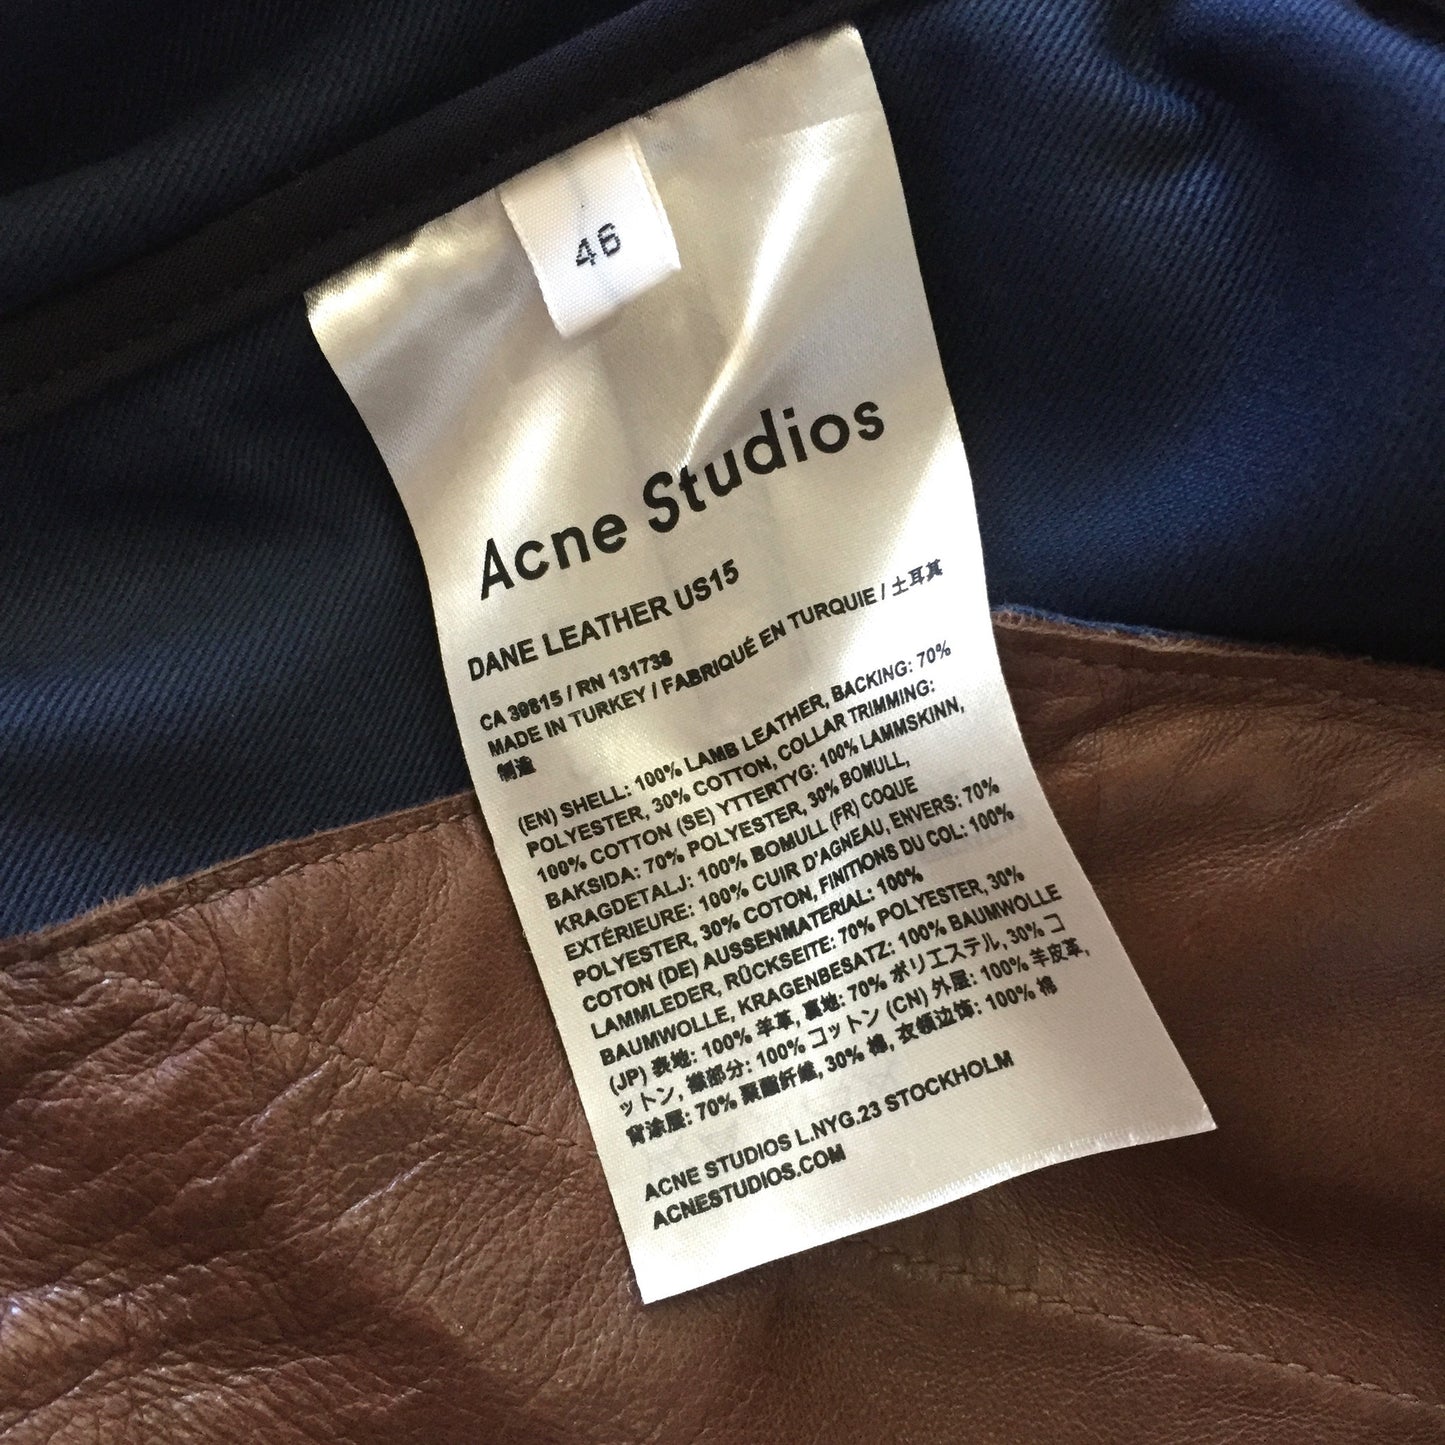 46
Acne Studios
DANE LEATHER US15
CA 39815 / RN 131738
MADE IN TURKEY / FABRIQUÉ EN TURQUIE / 土耳其
制造
(EN) SHELL: 100% LAMB LEATHER, BACKING: 70%
POLYESTER, 30% COTTON, COLLAR TRIMMING:
100% COTTON (SE) YTTERTYG: 100% LAMMSKINN,
BAKSIDA: 70% POLYESTER, 30% BOMULL,
KRAGDETALJ: 100% BOMULL (FR) COQUE
EXTÉRIEURE: 100% CUIR D'AGNEAU, ENVERS: 70%
POLYESTER, 30% COTON, FINITIONS DU COL: 100%
COTON (DE) AUSSENMATERIAL: 100%
LAMMLEDER, RÜCKSEITE: 70% POLYESTER, 30%
BAUMWOLLE, KRAGENBESATZ: 100% BAUMWOLLE
(JP) 表地: 100% 羊革, 裏地: 70% ポリエステル, 30% コ
ットン, 襟部分: 100% コットン (CN) 外层: 100% 羊皮革,
背涂层: 70% 聚酯纤维, 30% 棉, 衣领边饰: 100% 棉
ACNE STUDIOS L.NYG.23 STOCKHOLM
ACNESTUDIOS.COM